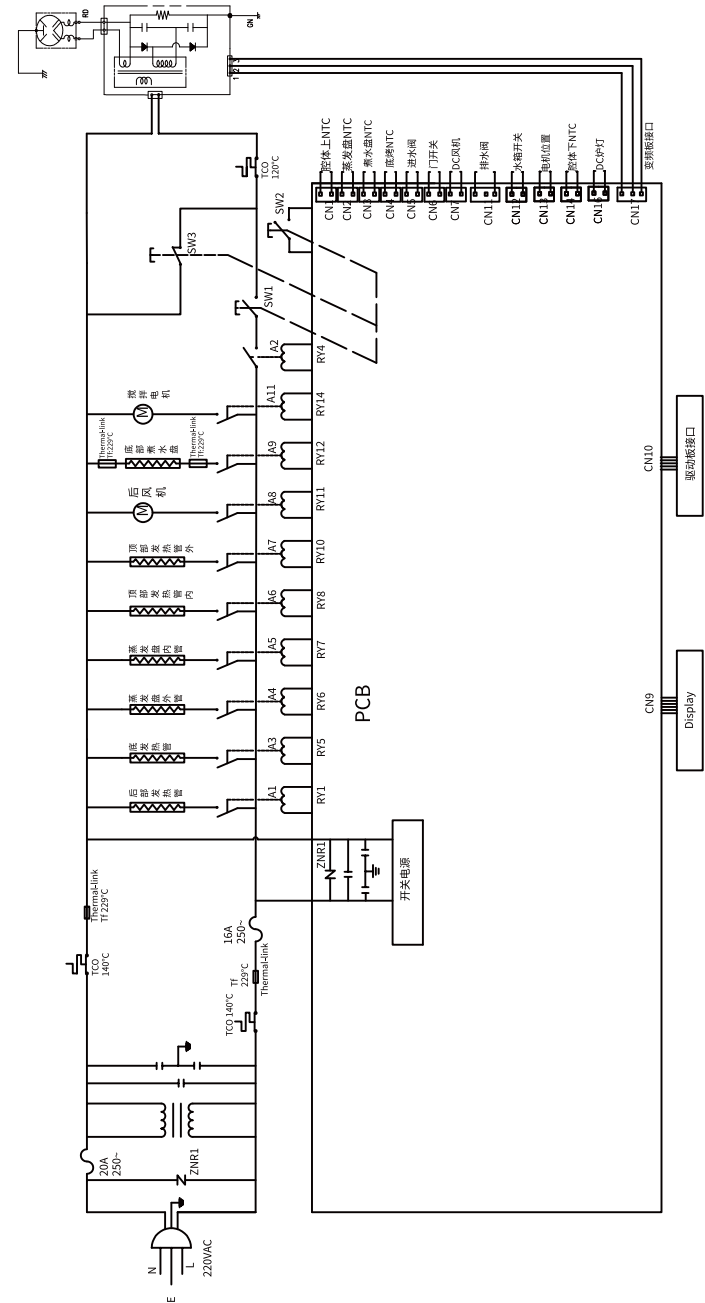 RD
GN
1 2 3
TCO
120℃
腔体上NTC
蒸发盘NTC
煮水盘NTC
底烤NTC
进水阀
门开关
DC风机
排水阀
水箱开关
电机位置
腔体下NTC
DC炉灯
变频板接口
CN1
CN2
CN3
CN4
CN5
CN6
CN7
CN11
CN12
CN13
CN14
CN16
CN17
SW2
SW3
SW1
A2
RY4
搅拌电机
M
A11
RY14
Thermal-link
Tf:229℃
底部煮水盘
Thermal-link
Tf:229℃
A9
RY12
后风机
M
A8
RY11
顶部发热管外
A7
RY10
顶部发热管内
A6
RY8
蒸发盘内管
A5
RY7
蒸发盘外管
A4
RY6
底发热管
A3
RY5
后部发热管
A1
RY1
PCB
CN10
驱动板接口
CN9
Display
ZNR1
开关电源
Thermal-link
Tf 229℃
TCO
140℃
16A
250~
Tf
229℃
Thermal-link
TCO 140℃
20A
250~
ZNR1
N
E
L
220VAC